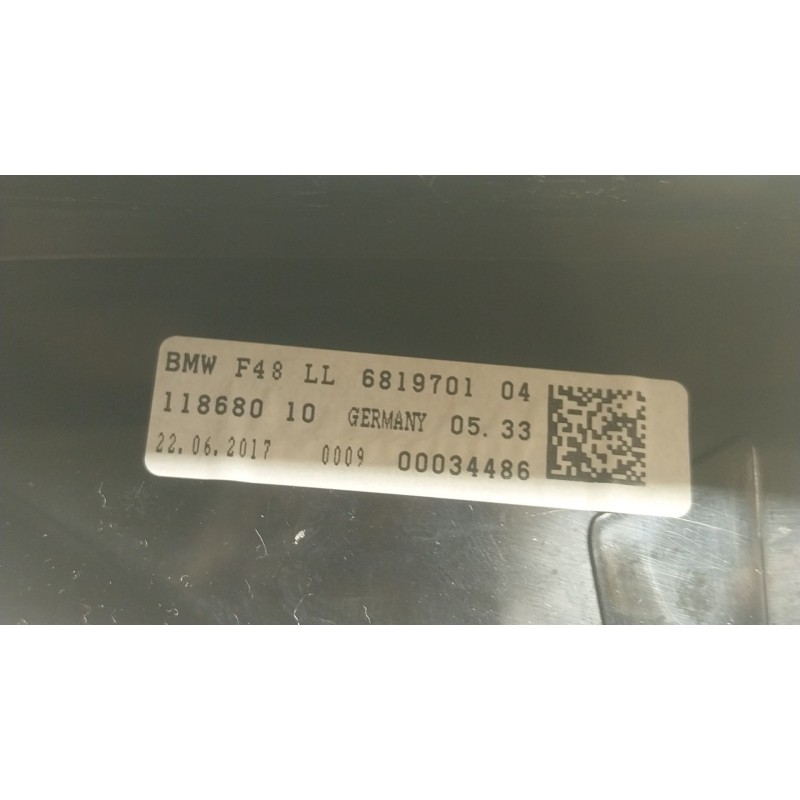 BMW F48 LL 6819701 04
118680 10 GERMANY 05.33
22.06.2017 0009 00034486